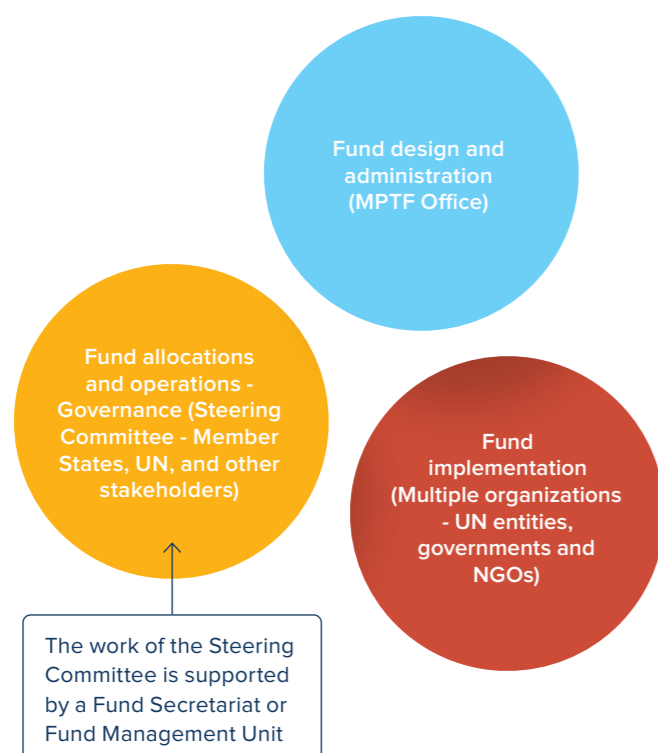 Fund design and
administration
(MPTF Office)
Fund allocations
and operations -
Governance (Steering
Committee - Member
States, UN, and other
stakeholders)
Fund
implementation
(Multiple organizations
- UN entities,
governments and
NGOs)
The work of the Steering
Committee is supported
by a Fund Secretariat or
Fund Management Unit